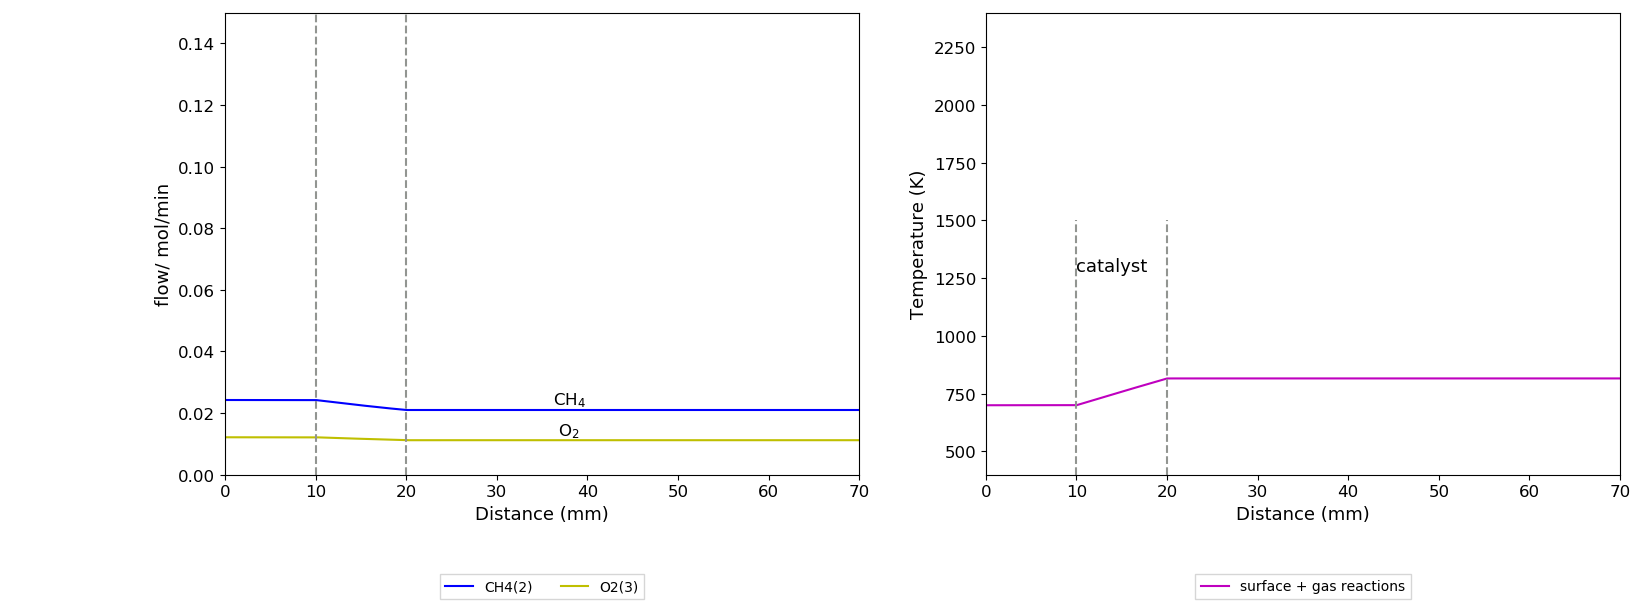 0.14
0.12
0.10
0.08
0.06
0.04
0.02
0.00
flow/ mol/min
CH₄
O₂
0 10 20 30 40 50 60 70
Distance (mm)
CH4(2) O2(3)
2250
2000
1750
1500
1250
1000
750
500
Temperature (K)
catalyst
0 10 20 30 40 50 60 70
Distance (mm)
surface + gas reactions